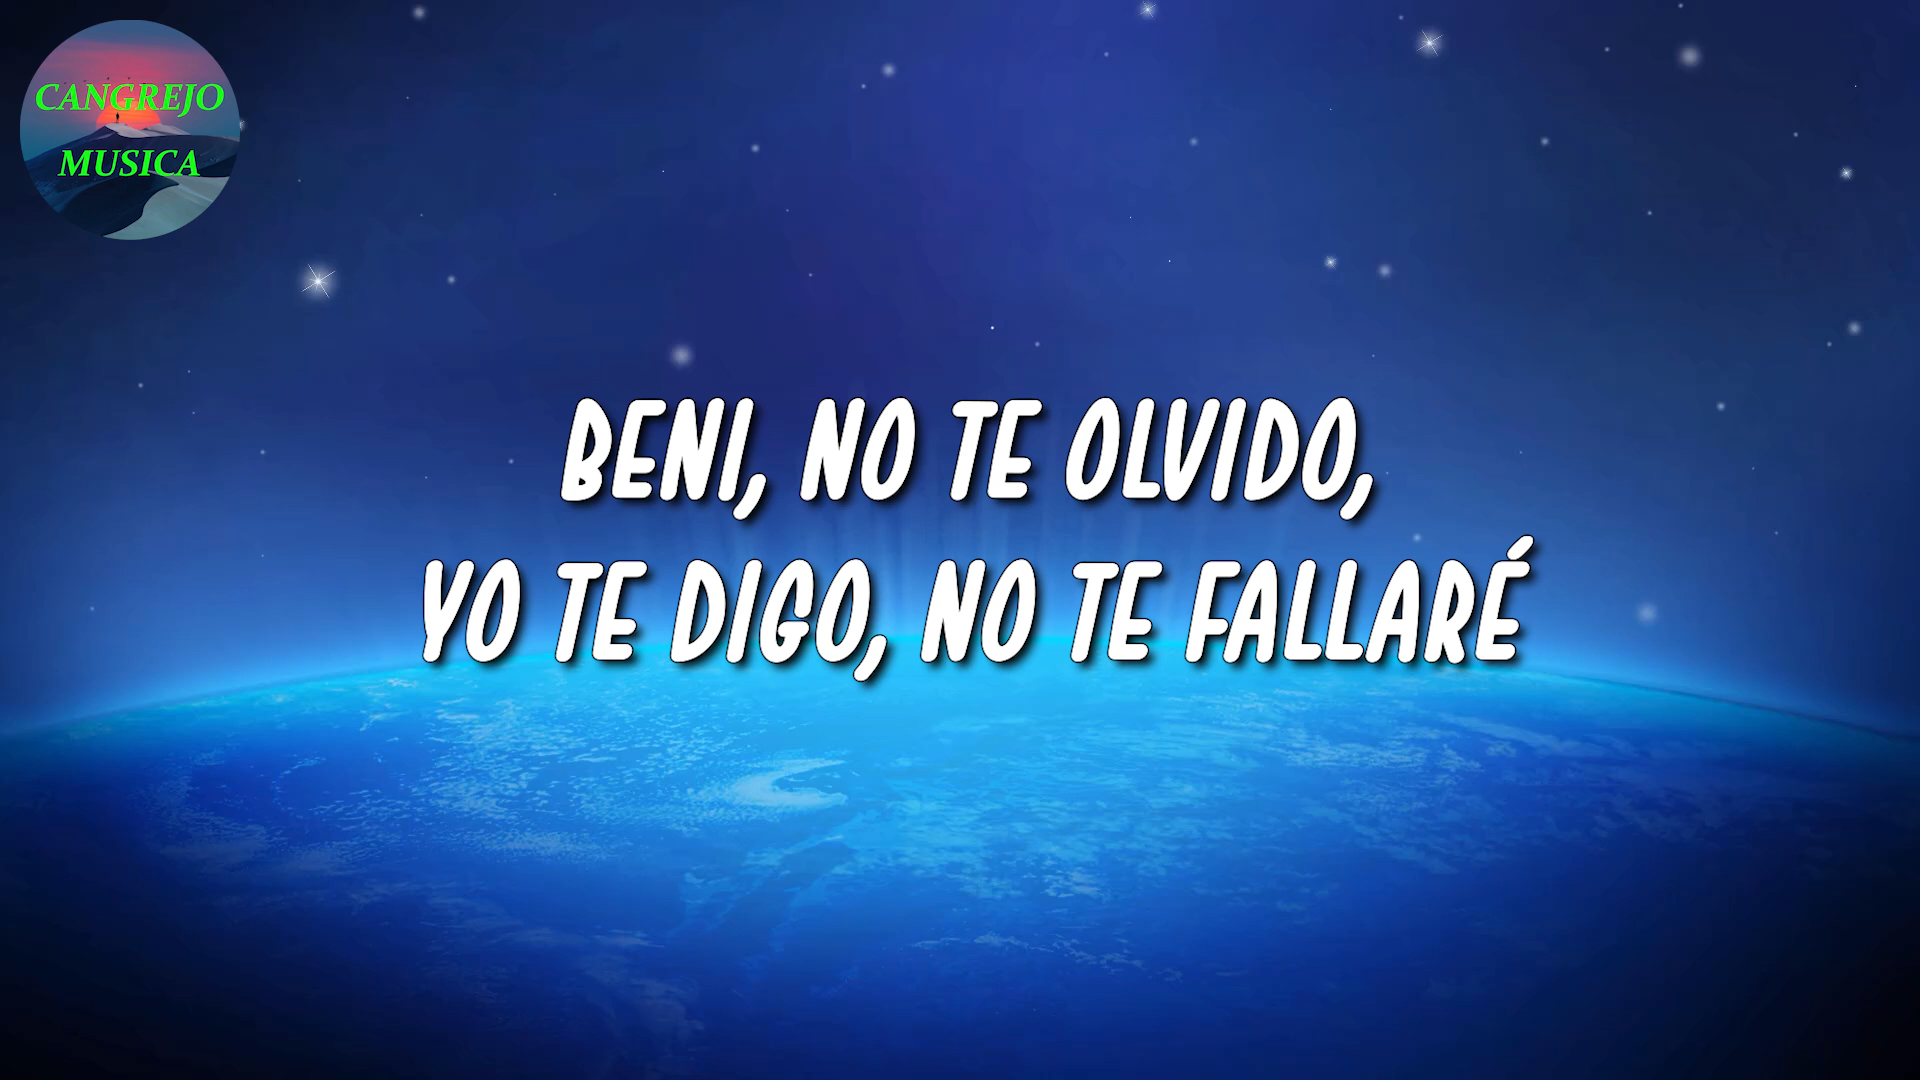 CANGREJO
MUSICA
BENI, NO TE OLVIDO,
YO TE DIGO, NO TE FALLARÉ